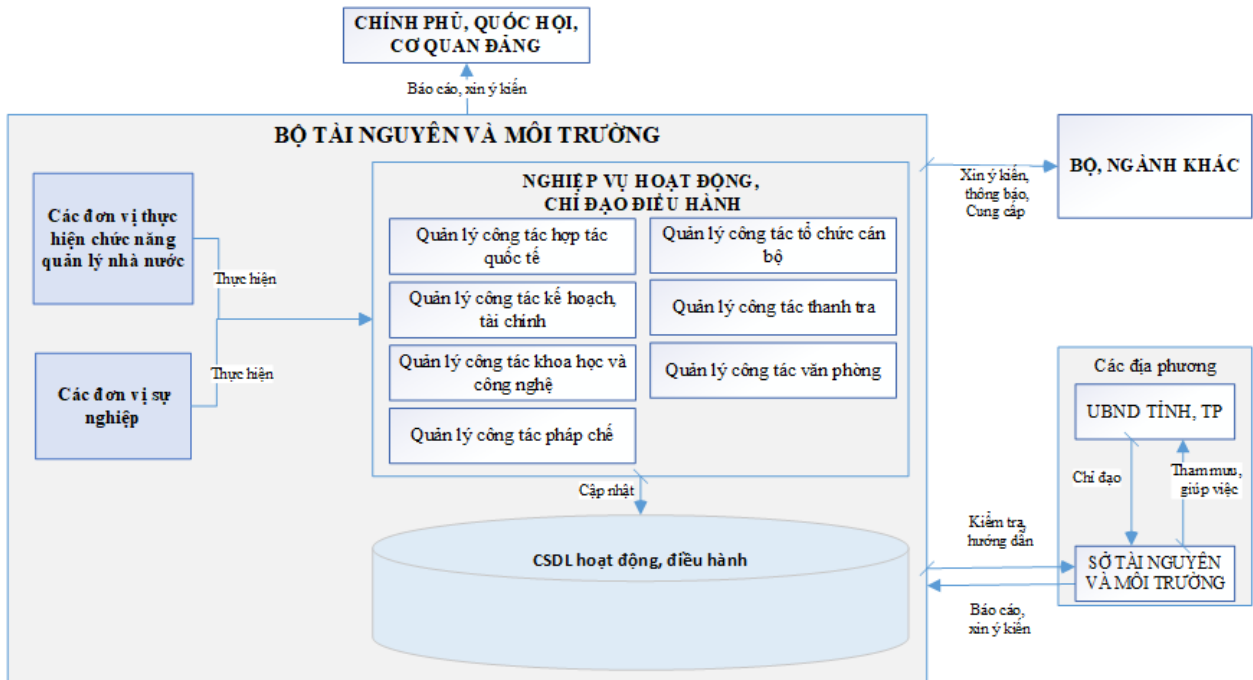 CHÍNH PHỦ, QUỐC HỘI,
CƠ QUAN ĐẢNG
Báo cáo, xin ý kiến
BỘ TÀI NGUYÊN VÀ MÔI TRƯỜNG
Các đơn vị thực
hiện chức năng
quản lý nhà nước
Thực hiện
Các đơn vị sự
nghiệp
Thực hiện
NGHIỆP VỤ HOẠT ĐỘNG,
CHỈ ĐẠO ĐIỀU HÀNH
Quản lý công tác hợp tác
quốc tế
Quản lý công tác tổ chức cán
bộ
Quản lý công tác kế hoạch,
tài chính
Quản lý công tác thanh tra
Quản lý công tác khoa học và
công nghệ
Quản lý công tác văn phòng
Quản lý công tác pháp chế
Cập nhật
CSDL hoạt động, điều hành
Xin ý kiến,
thông báo,
Cung cấp
BỘ, NGÀNH KHÁC
Các địa phương
UBND TỈNH, TP
Chỉ đạo
Tham mưu,
giúp việc
Kiểm tra,
hướng dẫn
SỞ TÀI NGUYÊN
VÀ MÔI TRƯỜNG
Báo cáo,
xin ý kiến